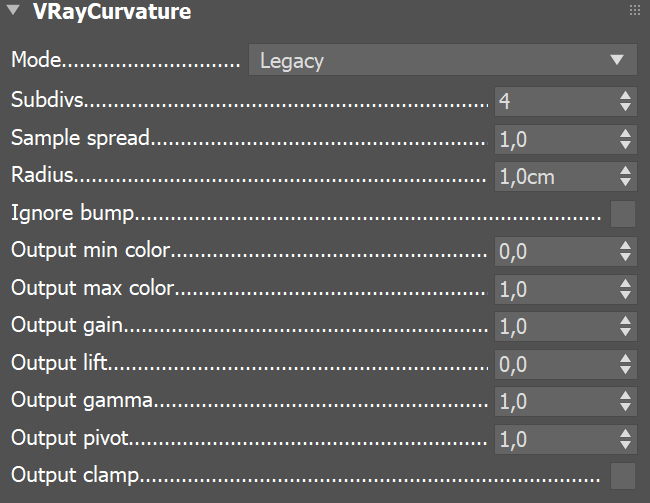 VRayCurvature
Mode Legacy
Subdivs 4
Sample spread 1,0
Radius 1,0cm
Ignore bump
Output min color 0,0
Output max color 1,0
Output gain 1,0
Output lift 0,0
Output gamma 1,0
Output pivot 1,0
Output clamp